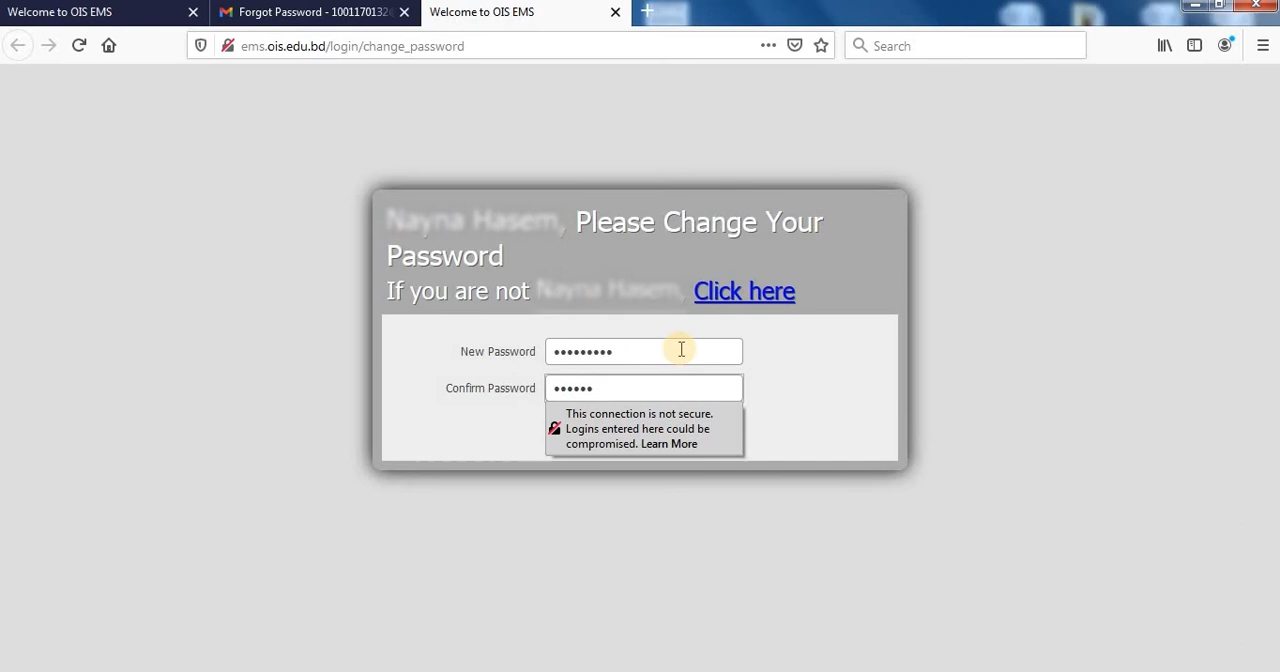 Welcome to OIS EMS
Forgot Password - 1001170132
Welcome to OIS EMS
ems.ois.edu.bd/login/change_password
Search
Please Change Your
Password
If you are not Click here
New Password •••••••••
Confirm Password ••••••
This connection is not secure.
Logins entered here could be
compromised. Learn More